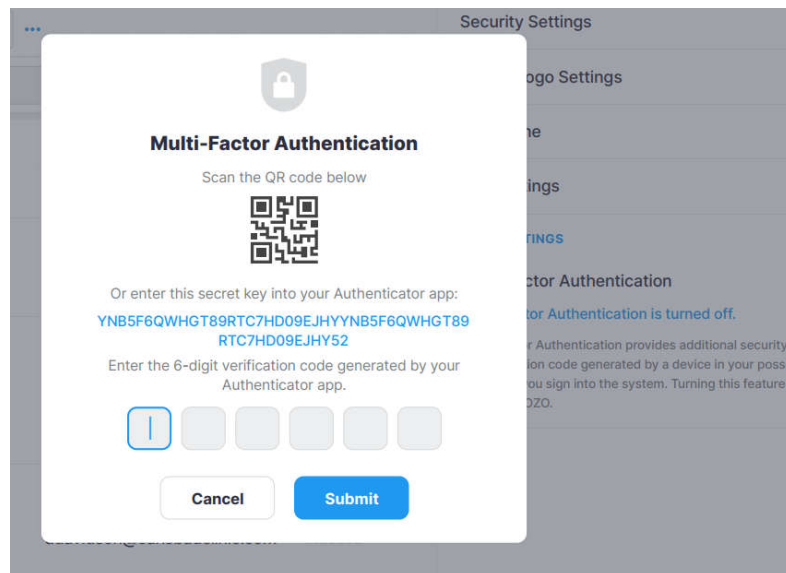 Security Settings
ogo Settings
ne
ings
TINGS
ctor Authentication
tor Authentication is turned off.
r Authentication provides additional security
ion code generated by a device in your poss
ou sign into the system. Turning this feature
OZO.
Multi-Factor Authentication
Scan the QR code below
Or enter this secret key into your Authenticator app:
YNB5F6QWHGT89RTC7HD09EJHYYNB5F6QWHGT89
RTC7HD09EJHY52
Enter the 6-digit verification code generated by your
Authenticator app.
Cancel
Submit